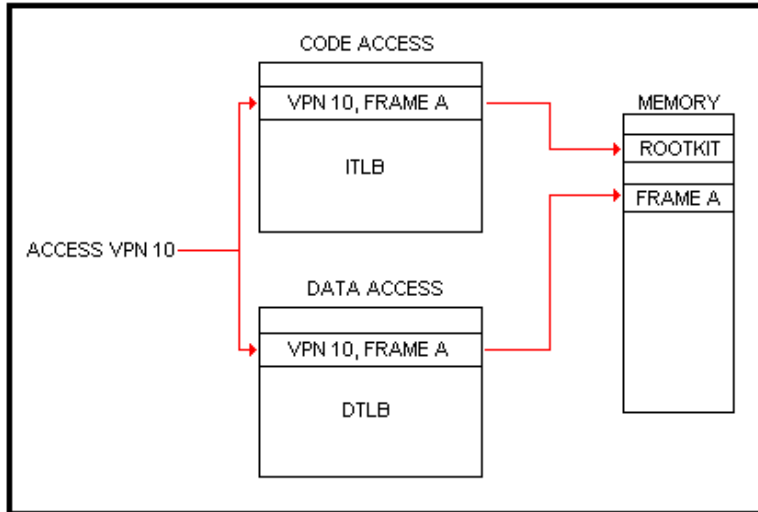 CODE ACCESS
VPN 10, FRAME A
ITLB
MEMORY
ROOTKIT
FRAME A
ACCESS VPN 10
DATA ACCESS
VPN 10, FRAME A
DTLB